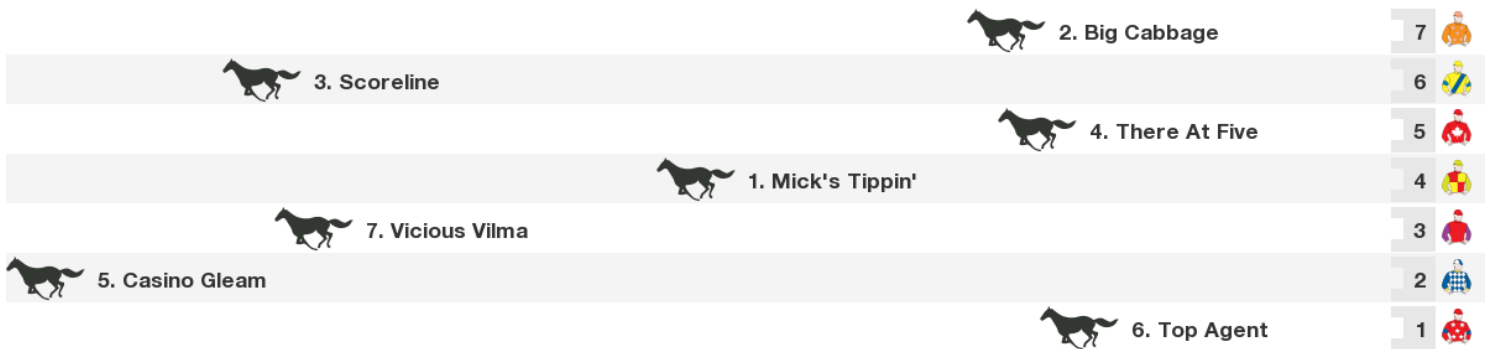 2. Big Cabbage 7
3. Scoreline 6
4. There At Five 5
1. Mick's Tippin' 4
7. Vicious Vilma 3
5. Casino Gleam 2
6. Top Agent 1